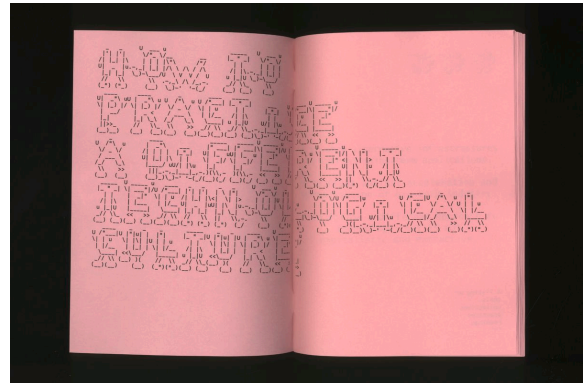 HOW TO
PRACTICE
A DIFFERENT
TECHNOLOGICAL
CULTURE